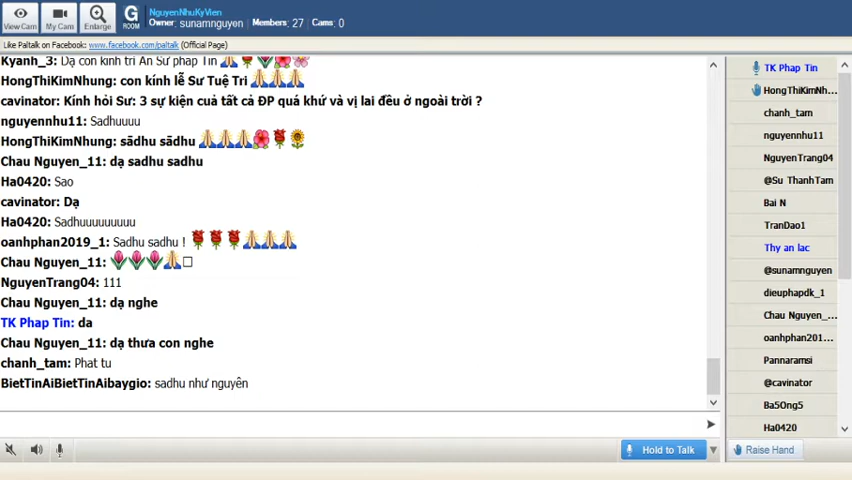 NguyenNhuKyVien
Owner: sunamnguyen Members: 27 Cams: 0
View Cam
My Cam
Enlarge
G
ROOM
Like Paltalk on Facebook: www.facebook.com/paltalk (Official Page)
Kyanh_3: Dạ con kính tri Ân Sư pháp Tín 🙏🌹🌷🌺🌸
HongThiKimNhung: con kính lễ Sư Tuệ Tri 🙏🙏🙏
cavinator: Kính hỏi Sư: 3 sự kiện cuả tất cả ĐP quá khứ và vị lai đều ở ngoài trời ?
nguyennhu11: Sadhuuuu
HongThiKimNhung: sādhu sādhu 🙏🙏🙏🌺🌹🌻
Chau Nguyen_11: dạ sadhu sadhu
Ha0420: Sao
cavinator: Dạ
Ha0420: Sadhuuuuuuuuu
oanhphan2019_1: Sadhu sadhu ! 🌹🌹🌹🙏🙏🙏
Chau Nguyen_11: 🌷🌷🌷🙏□
NguyenTrang04: 111
Chau Nguyen_11: dạ nghe
TK Phap Tin: da
Chau Nguyen_11: dạ thưa con nghe
chanh_tam: Phat tu
BietTinAiBietTinAibaygio: sadhu như nguyên
TK Phap Tin
HongThiKimNh...
chanh_tam
nguyennhu11
NguyenTrang04
@Su ThanhTam
Bai N
TranDao1
Thy an lac
@sunamnguyen
dieuphapdk_1
Chau Nguyen_...
oanhphan201...
Pannaramsi
@cavinator
Ba5Ong5
Ha0420
Hold to Talk
Raise Hand